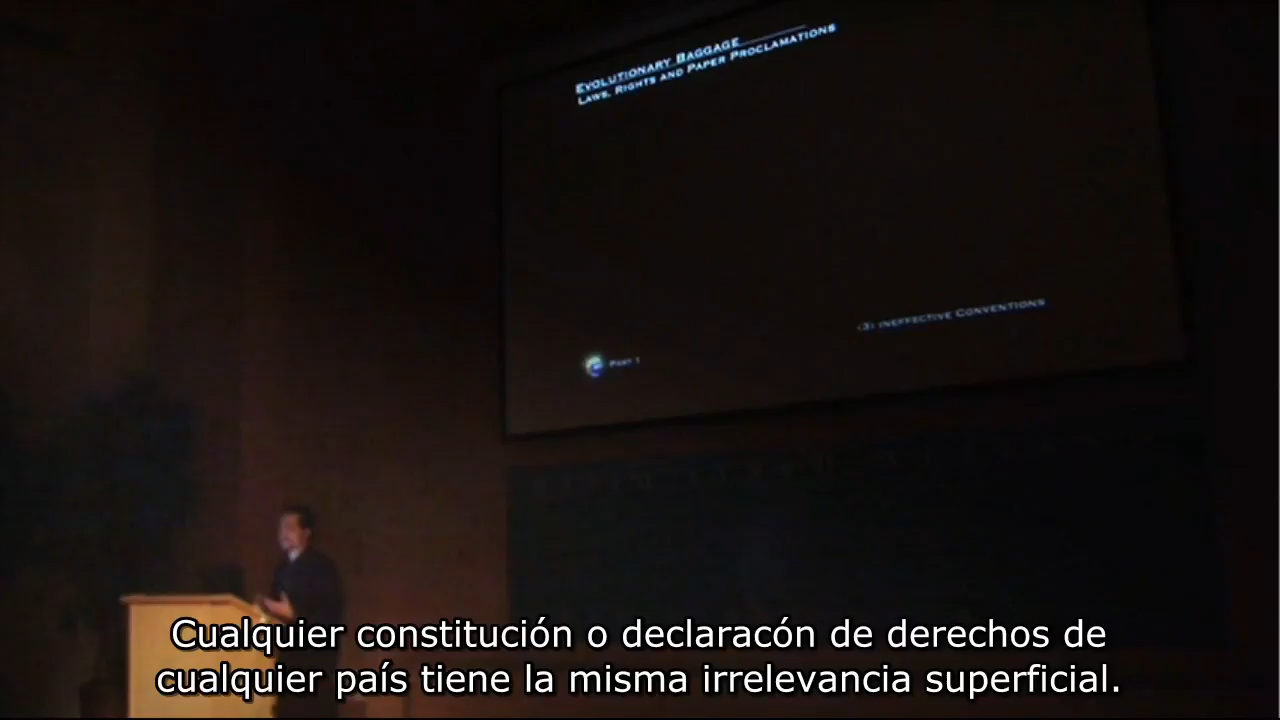 Evolutionary Baggage
Laws, Rights and Paper Proclamations
(3) Ineffective Conventions
Part 1
Cualquier constitución o declaracón de derechos de
cualquier país tiene la misma irrelevancia superficial.